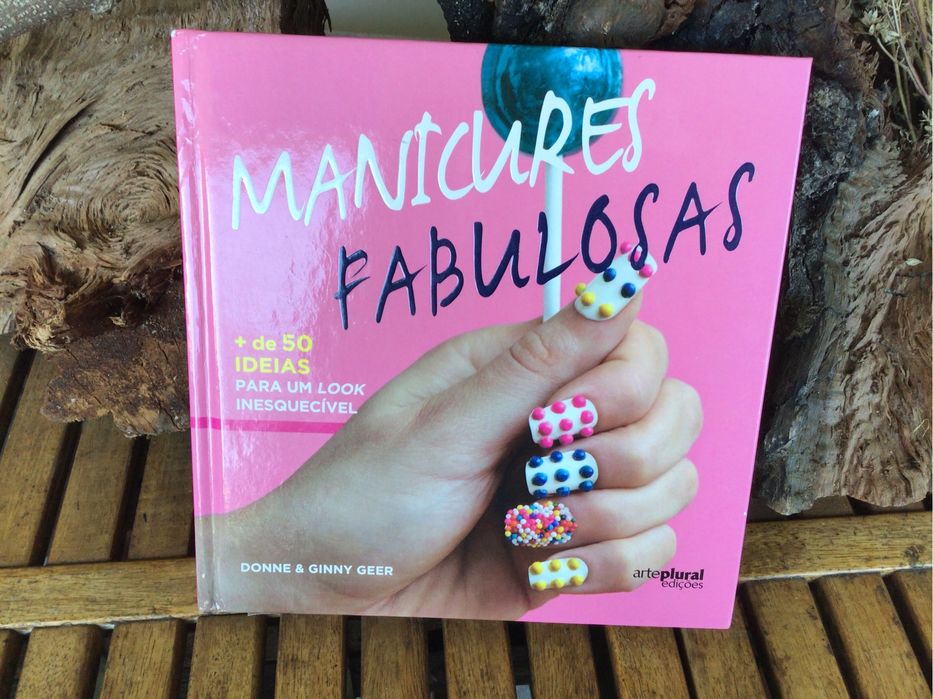 MANICURES
FABULOSAS
+ de 50
IDEIAS
PARA UM LOOK
INESQUECÍVEL
DONNE & GINNY GEER
arteplural
edições